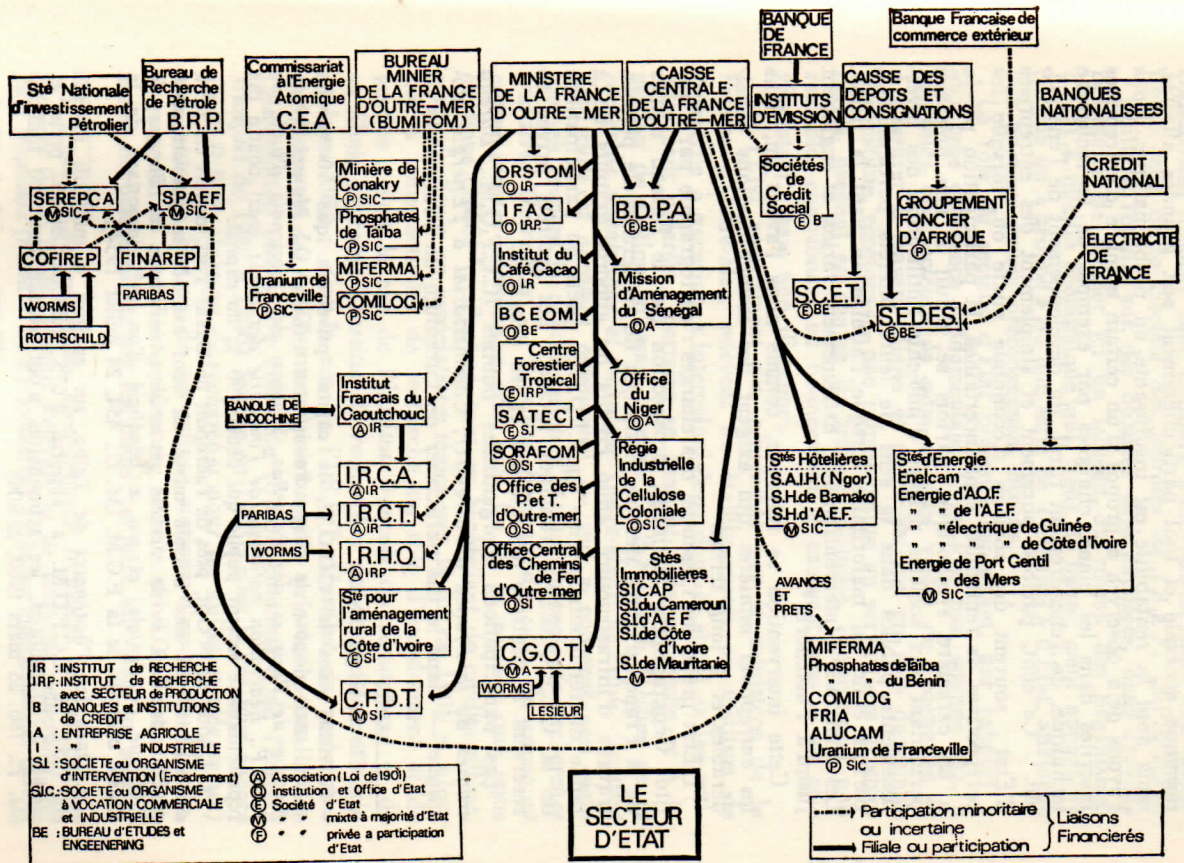 BANQUE
DE
FRANCE
Banque Francaise de
commerce extérieur
Sté Nationale
d'investissement
Pétrolier
Bureau de
Recherche
de Pétrole
B.R.P.
Commissariat
à l'Energie
Atomique
C.E.A.
BUREAU
MINIER
DE LA FRANCE
D'OUTRE-MER
(BUMIFOM)
MINISTERE
DE LA FRANCE
D'OUTRE-MER
CAISSE
CENTRALE
DE LA FRANCE
D'OUTRE-MER
INSTITUTS
D'EMISSION
CAISSE DES
DEPOTS ET
CONSIGNATIONS
BANQUES
NATIONALISEES
SEREPCA
M SIC
SPAEF
M SIC
COFIREP
FINAREP
WORMS
ROTHSCHILD
PARIBAS
Uranium de
Franceville
P SIC
Minière de
Conakry
P SIC
Phosphates
de Taïba
P SIC
MIFERMA
P SIC
COMILOG
P SIC
ORSTOM
O I.R
IFAC
O I.R.P.
Institut du
Café, Cacao
O I.R
BCEOM
O BE
Centre
Forestier
Tropical
E IRP
SATEC
E S.I
SORAFOM
O SI
Office des
P. et T.
d'Outre-mer
O SI
Office Central
des Chemins
de Fer
d'Outre-mer
O SI
C.G.O.T
M A
WORMS
LESIEUR
B.D.P.A.
E BE
Mission
d'Aménagement
du Sénégal
O A
Office
du
Niger
O A
Régie
Industrielle
de la
Cellulose
Coloniale
O SIC
Stés
Immobilières
SICAP
S.I.du Cameroun
S.I.d'A E F
S.I.de Côte
d'Ivoire
S.I.de Mauritanie
M
Sociétés
de
Crédit
Social
E B
GROUPEMENT
FONCIER
D'AFRIQUE
P
CREDIT
NATIONAL
ELECTRICITE
DE
FRANCE
S.C.E.T.
E BE
S.E.D.E.S.
E BE
BANQUE DE
L'INDOCHINE
Institut
Francais du
Caoutchouc
A IR
I.R.C.A.
A IR
PARIBAS
I.R.C.T.
A IR
WORMS
I.R.H.O.
A IRP
Sté pour
l'aménagement
rural de la
Côte d'Ivoire
E SI
C.F.D.T.
M SI
Stés Hôtelières
S.A.I.H.(Ngor)
S.H.de Bamako
S.H.d'A.E.F.
M SIC
Stés d'Energie
Enelcam
Energie d'A.O.F.
" " de l'A.E.F.
" " électrique de Guinée
" " " de Côte d'Ivoire
Energie de Port Gentil
" " des Mers
M SIC
AVANCES
ET
PRETS
MIFERMA
Phosphates de Taïba
" " du Bénin
COMILOG
FRIA
ALUCAM
Uranium de Franceville
P SIC
IR : INSTITUT de RECHERCHE
IRP: INSTITUT de RECHERCHE
avec SECTEUR de PRODUCTION
B : BANQUES et INSTITUTIONS
de CREDIT
A : ENTREPRISE AGRICOLE
I : " " INDUSTRIELLE
S.I. : SOCIETE ou ORGANISME
d'INTERVENTION (Encadrement)
S.I.C.: SOCIETE ou ORGANISME
à VOCATION COMMERCIALE
et INDUSTRIELLE
BE : BUREAU d'ETUDES et
ENGEENERING
A Association (Loi de 1901)
O institution et Office d'Etat
E Société d'Etat
M " " mixte à majorité d'Etat
F " " privée a participation
d'Etat
LE
SECTEUR
D'ETAT
Participation minoritaire
ou incertaine
Filiale ou participation
Liaisons
Financierés